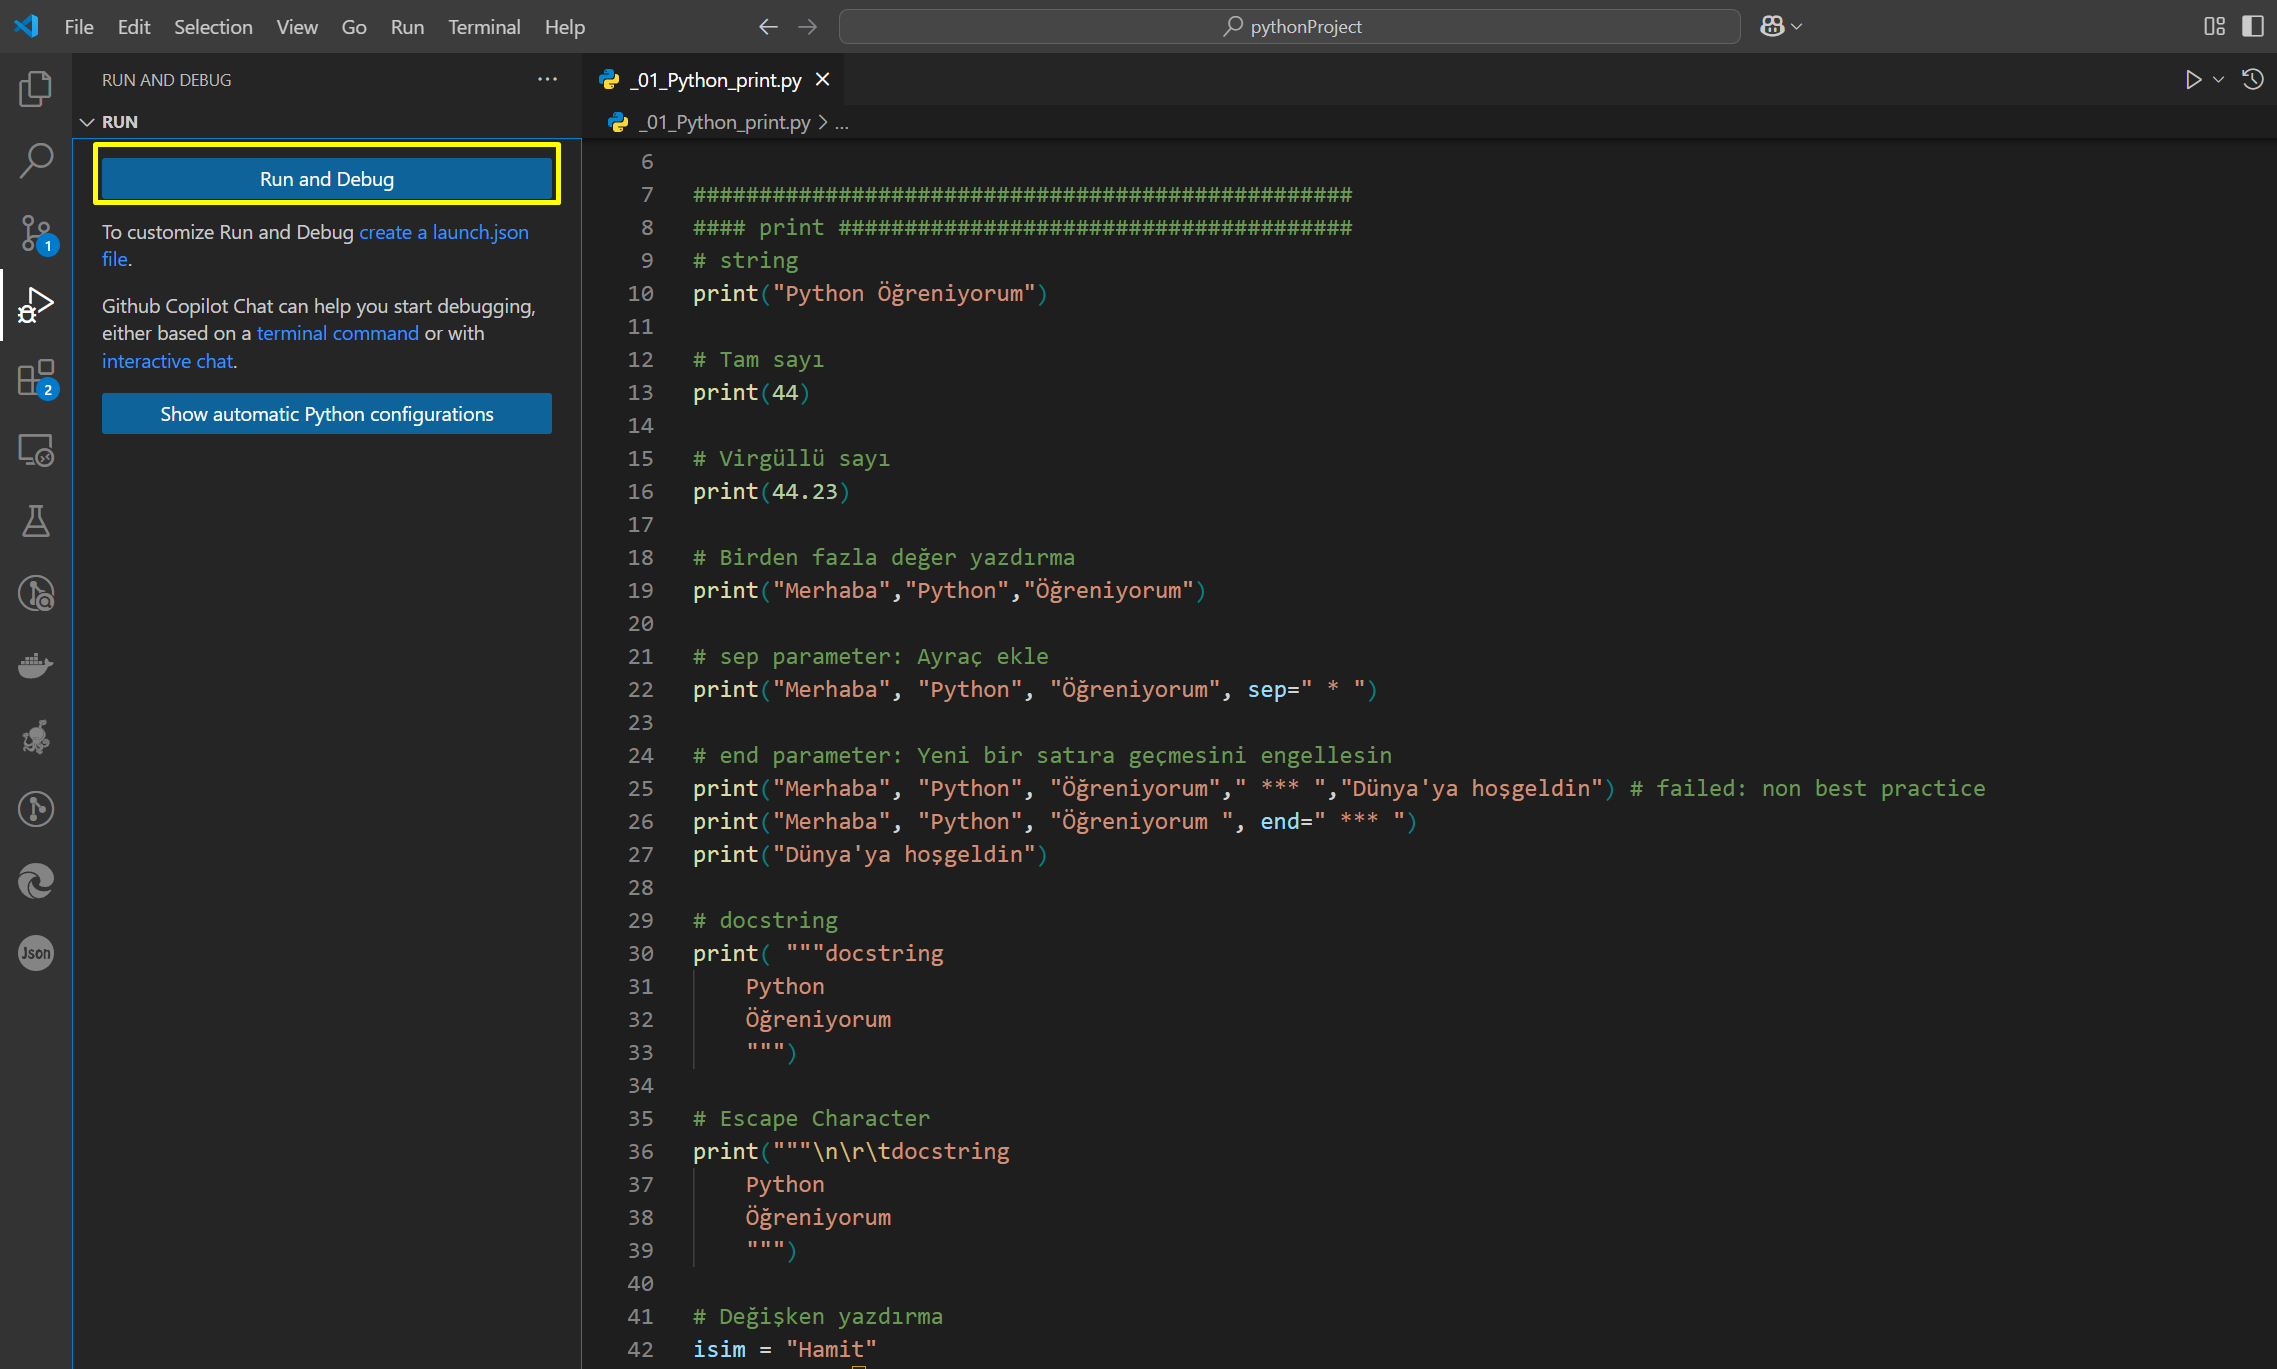 File Edit Selection View Go Run Terminal Help
pythonProject
RUN AND DEBUG
RUN
Run and Debug
To customize Run and Debug create a launch.json
file.
Github Copilot Chat can help you start debugging,
either based on a terminal command or with
interactive chat.
Show automatic Python configurations
1
2
Json
_01_Python_print.py
_01_Python_print.py > ...
6
7 ##################################################
8 #### print #######################################
9 # string
10 print("Python Öğreniyorum")
11
12 # Tam sayı
13 print(44)
14
15 # Virgüllü sayı
16 print(44.23)
17
18 # Birden fazla değer yazdırma
19 print("Merhaba","Python","Öğreniyorum")
20
21 # sep parameter: Ayraç ekle
22 print("Merhaba", "Python", "Öğreniyorum", sep=" * ")
23
24 # end parameter: Yeni bir satıra geçmesini engellesin
25 print("Merhaba", "Python", "Öğreniyorum"," *** ","Dünya'ya hoşgeldin") # failed: non best practice
26 print("Merhaba", "Python", "Öğreniyorum ", end=" *** ")
27 print("Dünya'ya hoşgeldin")
28
29 # docstring
30 print( """docstring
31 Python
32 Öğreniyorum
33 """)
34
35 # Escape Character
36 print("""\n\r\tdocstring
37 Python
38 Öğreniyorum
39 """)
40
41 # Değişken yazdırma
42 isim = "Hamit"